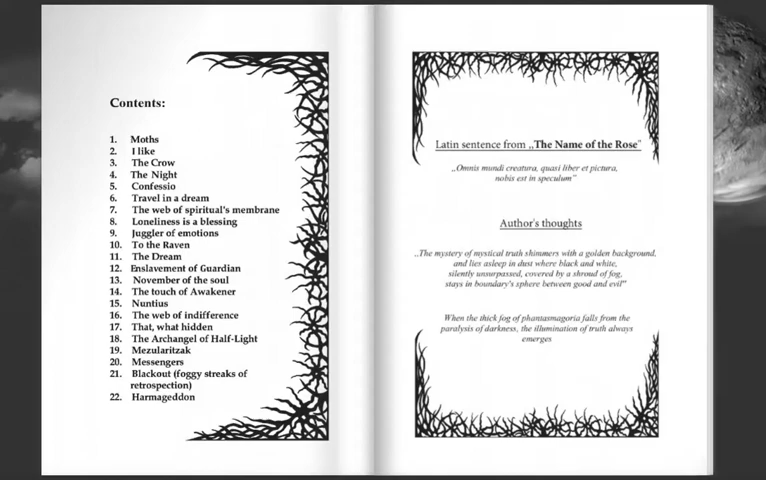 Contents:
1. Moths
2. I like
3. The Crow
4. The Night
5. Confessio
6. Travel in a dream
7. The web of spiritual's membrane
8. Loneliness is a blessing
9. Juggler of emotions
10. To the Raven
11. The Dream
12. Enslavement of Guardian
13. November of the soul
14. The touch of Awakener
15. Nuntius
16. The web of indifference
17. That, what hidden
18. The Archangel of Half-Light
19. Mezularitzak
20. Messengers
21. Blackout (foggy streaks of
retrospection)
22. Harmageddon
Latin sentence from „The Name of the Rose"
„Omnis mundi creatura, quasi liber et pictura,
nobis est in speculum"
Author's thoughts
„The mystery of mystical truth shimmers with a golden background,
and lies asleep in dust where black and white,
silently unsurpassed, covered by a shroud of fog,
stays in boundary's sphere between good and evil"
When the thick fog of phantasmagoria falls from the
paralysis of darkness, the illumination of truth always
emerges